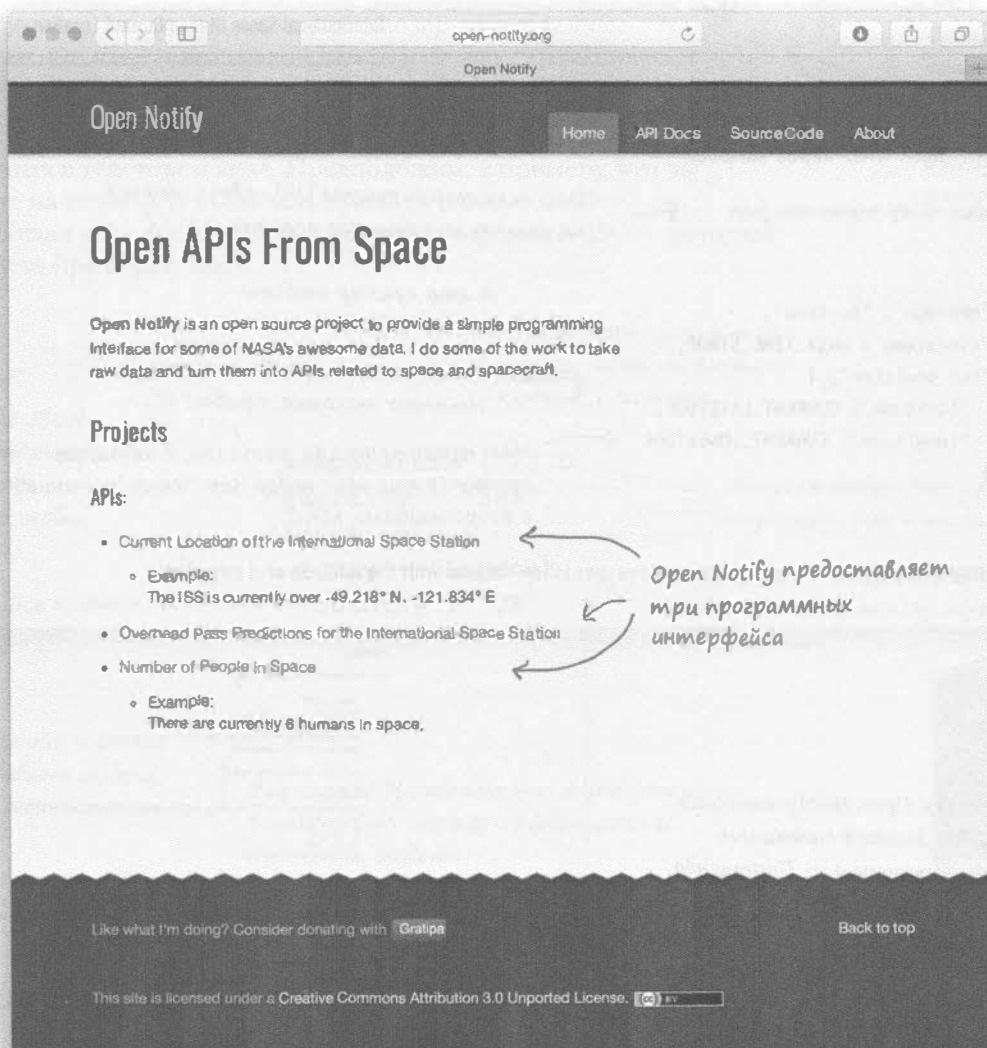 open-notify.org
Open Notify
Open Notify
Home API Docs Source Code About
Open APIs From Space
Open Notify is an open source project to provide a simple programming
interface for some of NASA's awesome data. I do some of the work to take
raw data and turn them into APIs related to space and spacecraft.
Projects
APIs:
• Current Location of the International Space Station
◦ Example:
The ISS is currently over -49.218° N, -121.834° E
• Overhead Pass Predictions for the International Space Station
• Number of People In Space
◦ Example:
There are currently 6 humans in space.
Open Notify предоставляет
три программных
интерфейса
Like what I'm doing? Consider donating with Gratipay
Back to top
This site is licensed under a Creative Commons Attribution 3.0 Unported License. (cc) BY